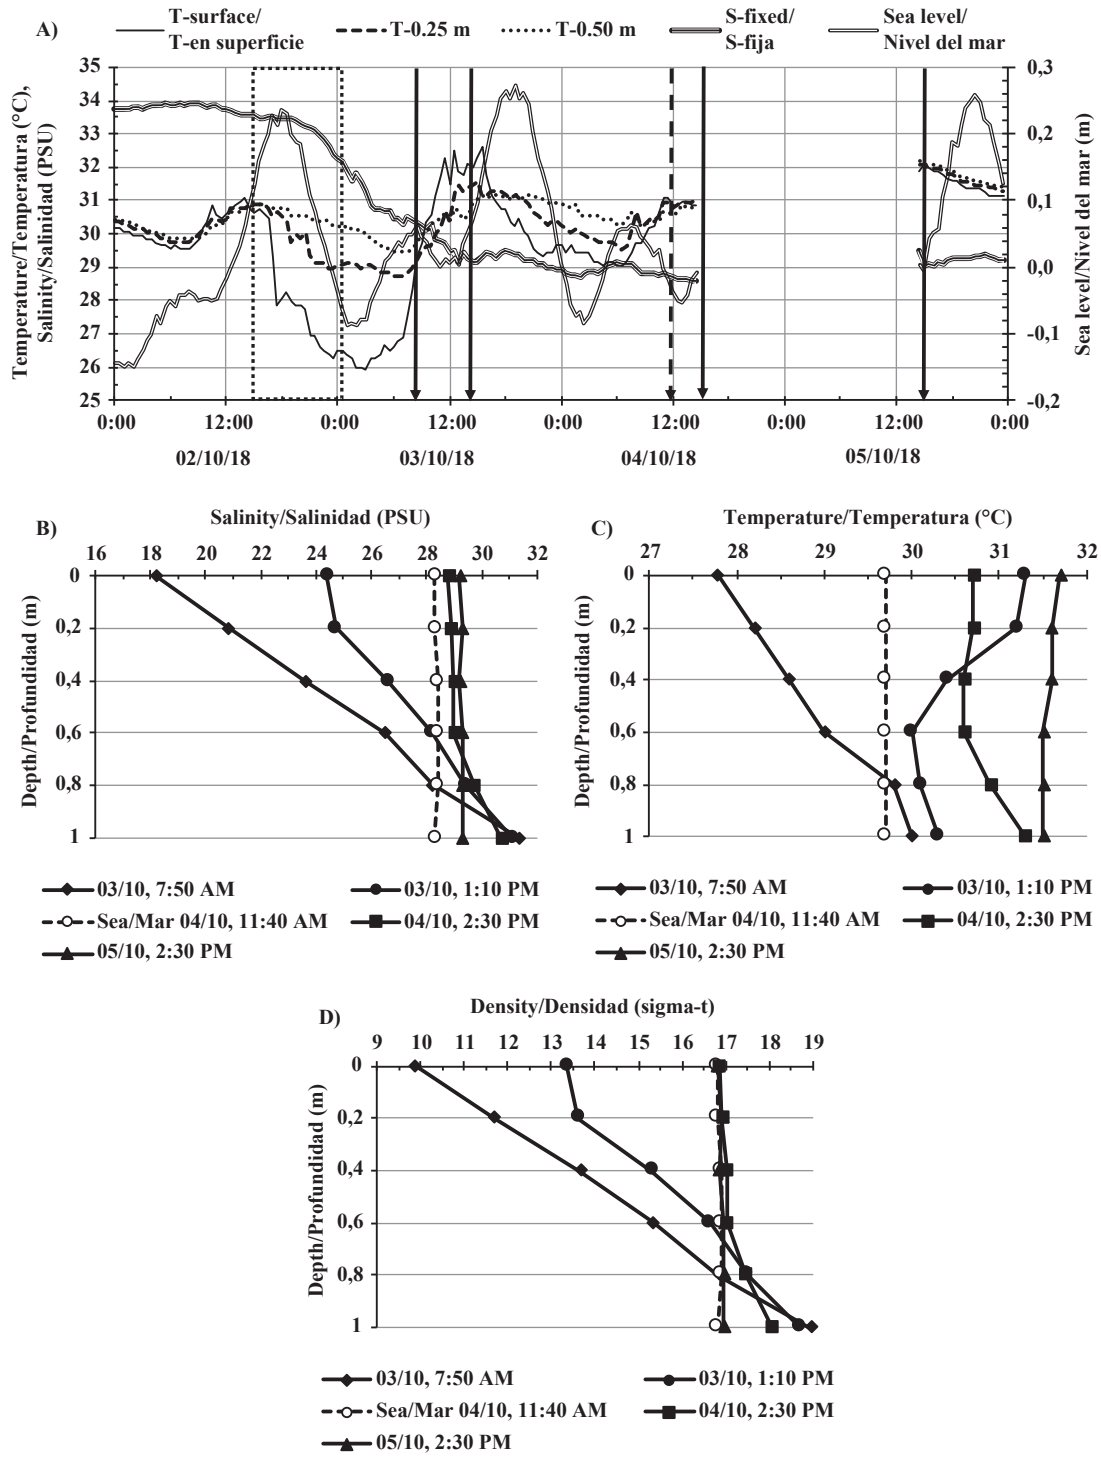 A)
T-surface/
T-en superficie
T-0.25 m
T-0.50 m
S-fixed/
S-fija
Sea level/
Nivel del mar
Temperature/Temperatura (°C),
Salinity/Salinidad (PSU)
35
34
33
32
31
30
29
28
27
26
25
0,3
0,2
0,1
0,0
-0,1
-0,2
Sea level/Nivel del mar (m)
0:00 12:00 0:00 12:00 0:00 12:00 0:00 12:00 0:00
02/10/18 03/10/18 04/10/18 05/10/18
B)
Salinity/Salinidad (PSU)
16 18 20 22 24 26 28 30 32
Depth/Profundidad (m)
0
0,2
0,4
0,6
0,8
1
03/10, 7:50 AM
03/10, 1:10 PM
Sea/Mar 04/10, 11:40 AM
04/10, 2:30 PM
05/10, 2:30 PM
C)
Temperature/Temperatura (°C)
27 28 29 30 31 32
Depth/Profundidad (m)
0
0,2
0,4
0,6
0,8
1
03/10, 7:50 AM
03/10, 1:10 PM
Sea/Mar 04/10, 11:40 AM
04/10, 2:30 PM
05/10, 2:30 PM
D)
Density/Densidad (sigma-t)
9 10 11 12 13 14 15 16 17 18 19
Depth/Profundidad (m)
0
0,2
0,4
0,6
0,8
1
03/10, 7:50 AM
03/10, 1:10 PM
Sea/Mar 04/10, 11:40 AM
04/10, 2:30 PM
05/10, 2:30 PM